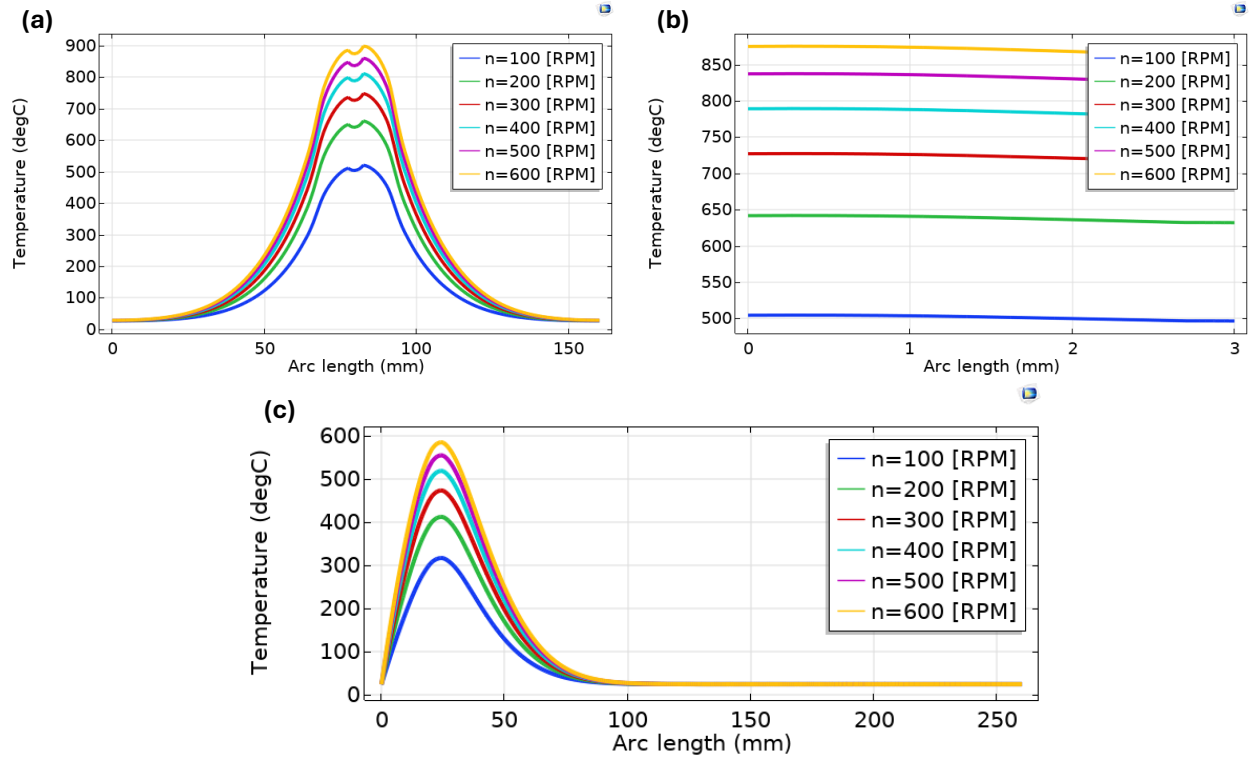 (a)
900
800
700
600
500
400
300
200
100
0
Temperature (degC)
n=100 [RPM]
n=200 [RPM]
n=300 [RPM]
n=400 [RPM]
n=500 [RPM]
n=600 [RPM]
0 50 100 150
Arc length (mm)
(b)
850
800
750
700
650
600
550
500
Temperature (degC)
n=100 [RPM]
n=200 [RPM]
n=300 [RPM]
n=400 [RPM]
n=500 [RPM]
n=600 [RPM]
0 1 2 3
Arc length (mm)
(c)
600
500
400
300
200
100
0
Temperature (degC)
n=100 [RPM]
n=200 [RPM]
n=300 [RPM]
n=400 [RPM]
n=500 [RPM]
n=600 [RPM]
0 50 100 150 200 250
Arc length (mm)